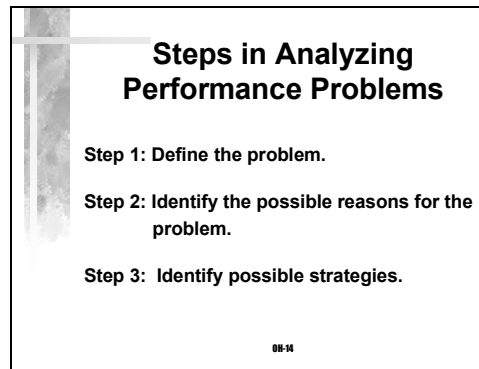 Steps in Analyzing
Performance Problems
Step 1: Define the problem.
Step 2: Identify the possible reasons for the
problem.
Step 3:  Identify possible strategies.
OH-14